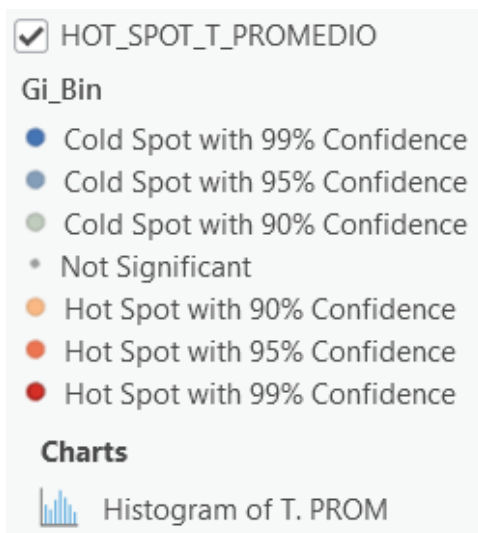 HOT_SPOT_T_PROMEDIO
Gi_Bin
Cold Spot with 99% Confidence
Cold Spot with 95% Confidence
Cold Spot with 90% Confidence
Not Significant
Hot Spot with 90% Confidence
Hot Spot with 95% Confidence
Hot Spot with 99% Confidence
Charts
Histogram of T. PROM